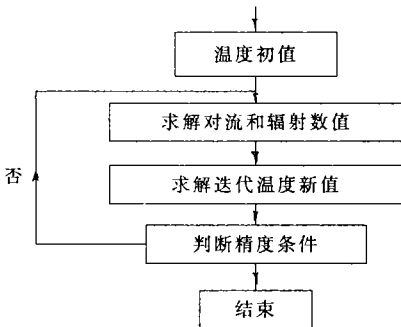 温度初值
求解对流和辐射数值
否
求解迭代温度新值
判断精度条件
结束